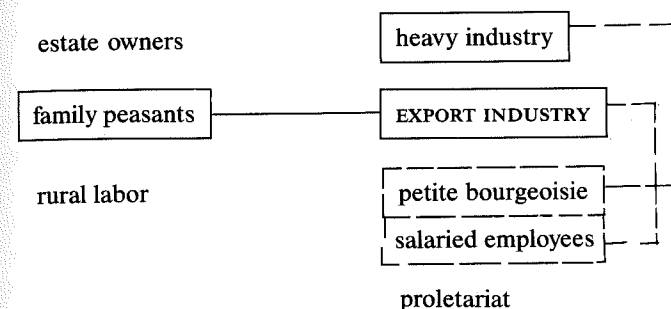 estate owners
heavy industry
family peasants
EXPORT INDUSTRY
rural labor
petite bourgeoisie
salaried employees
proletariat